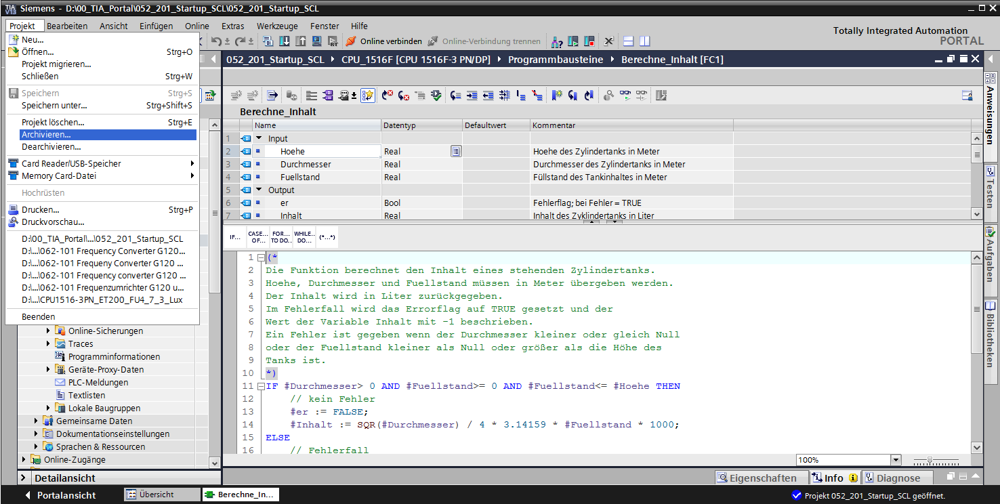 Siemens - D:\00_TIA_Portal\052_201_Startup_SCL\052_201_Startup_SCL
Projekt Bearbeiten Ansicht Einfügen Online Extras Werkzeuge Fenster Hilfe
Totally Integrated Automation
PORTAL
Neu...
Öffnen... Strg+O
Projekt migrieren...
Schließen Strg+W
Speichern Strg+S
Speichern unter... Strg+Shift+S
Projekt löschen... Strg+E
Archivieren...
Dearchivieren...
Card Reader/USB-Speicher
Memory Card-Datei
Hochrüsten
Drucken... Strg+P
Druckvorschau...
D:\00_TIA_Portal\...\052_201_Startup_SCL
D:\...\062-101 Frequency Converter G120...
D:\...\062-101 Frequency Converter G120 ...
D:\...\062-101 Frequency converter G120 ...
D:\...\062-101 Frequenzumrichter G120 u...
D:\...\CPU1516-3PN_ET200_FU4_7_3_Lux
Beenden
Online-Sicherungen
Traces
Programminformationen
Geräte-Proxy-Daten
PLC-Meldungen
Textlisten
Lokale Baugruppen
Gemeinsame Daten
Dokumentationseinstellungen
Sprachen & Ressourcen
Online-Zugänge
Detailansicht
Online verbinden Online-Verbindung trennen
052_201_Startup_SCL CPU_1516F [CPU 1516F-3 PN/DP] Programmbausteine Berechne_Inhalt [FC1]
Berechne_Inhalt
Name Datentyp Defaultwert Kommentar
1 Input
2 Hoehe Real Hoehe des Zylindertanks in Meter
3 Durchmesser Real Durchmesser des Zylindertanks in Meter
4 Fuellstand Real Füllstand des Tankinhaltes in Meter
5 Output
6 er Bool Fehlerflag; bei Fehler = TRUE
7 Inhalt Real Inhalt des Zyklindertanks in Liter
IF... CASE... OF... FOR... TO DO.. WHILE.. DO... (*...*)
1 (*
2 Die Funktion berechnet den Inhalt eines stehenden Zylindertanks.
3 Hoehe, Durchmesser und Fuellstand müssen in Meter übergeben werden.
4 Der Inhalt wird in Liter zurückgegeben.
5 Im Fehlerfall wird das Errorflag auf TRUE gesetzt und der
6 Wert der Variable Inhalt mit -1 beschrieben.
7 Ein Fehler ist gegeben wenn der Durchmesser kleiner oder gleich Null
8 oder der Fuellstand kleiner als Null oder größer als die Höhe des
9 Tanks ist.
10 *)
11 IF #Durchmesser> 0 AND #Fuellstand>= 0 AND #Fuellstand<= #Hoehe THEN
12 // kein Fehler
13 #er := FALSE;
14 #Inhalt := SQR(#Durchmesser) / 4 * 3.14159 * #Fuellstand * 1000;
15 ELSE
16 // Fehlerfall
100%
Anweisungen
Testen
Aufgaben
Bibliotheken
Eigenschaften Info Diagnose
Portalansicht Übersicht Berechne_In... Projekt 052_201_Startup_SCL geöffnet.